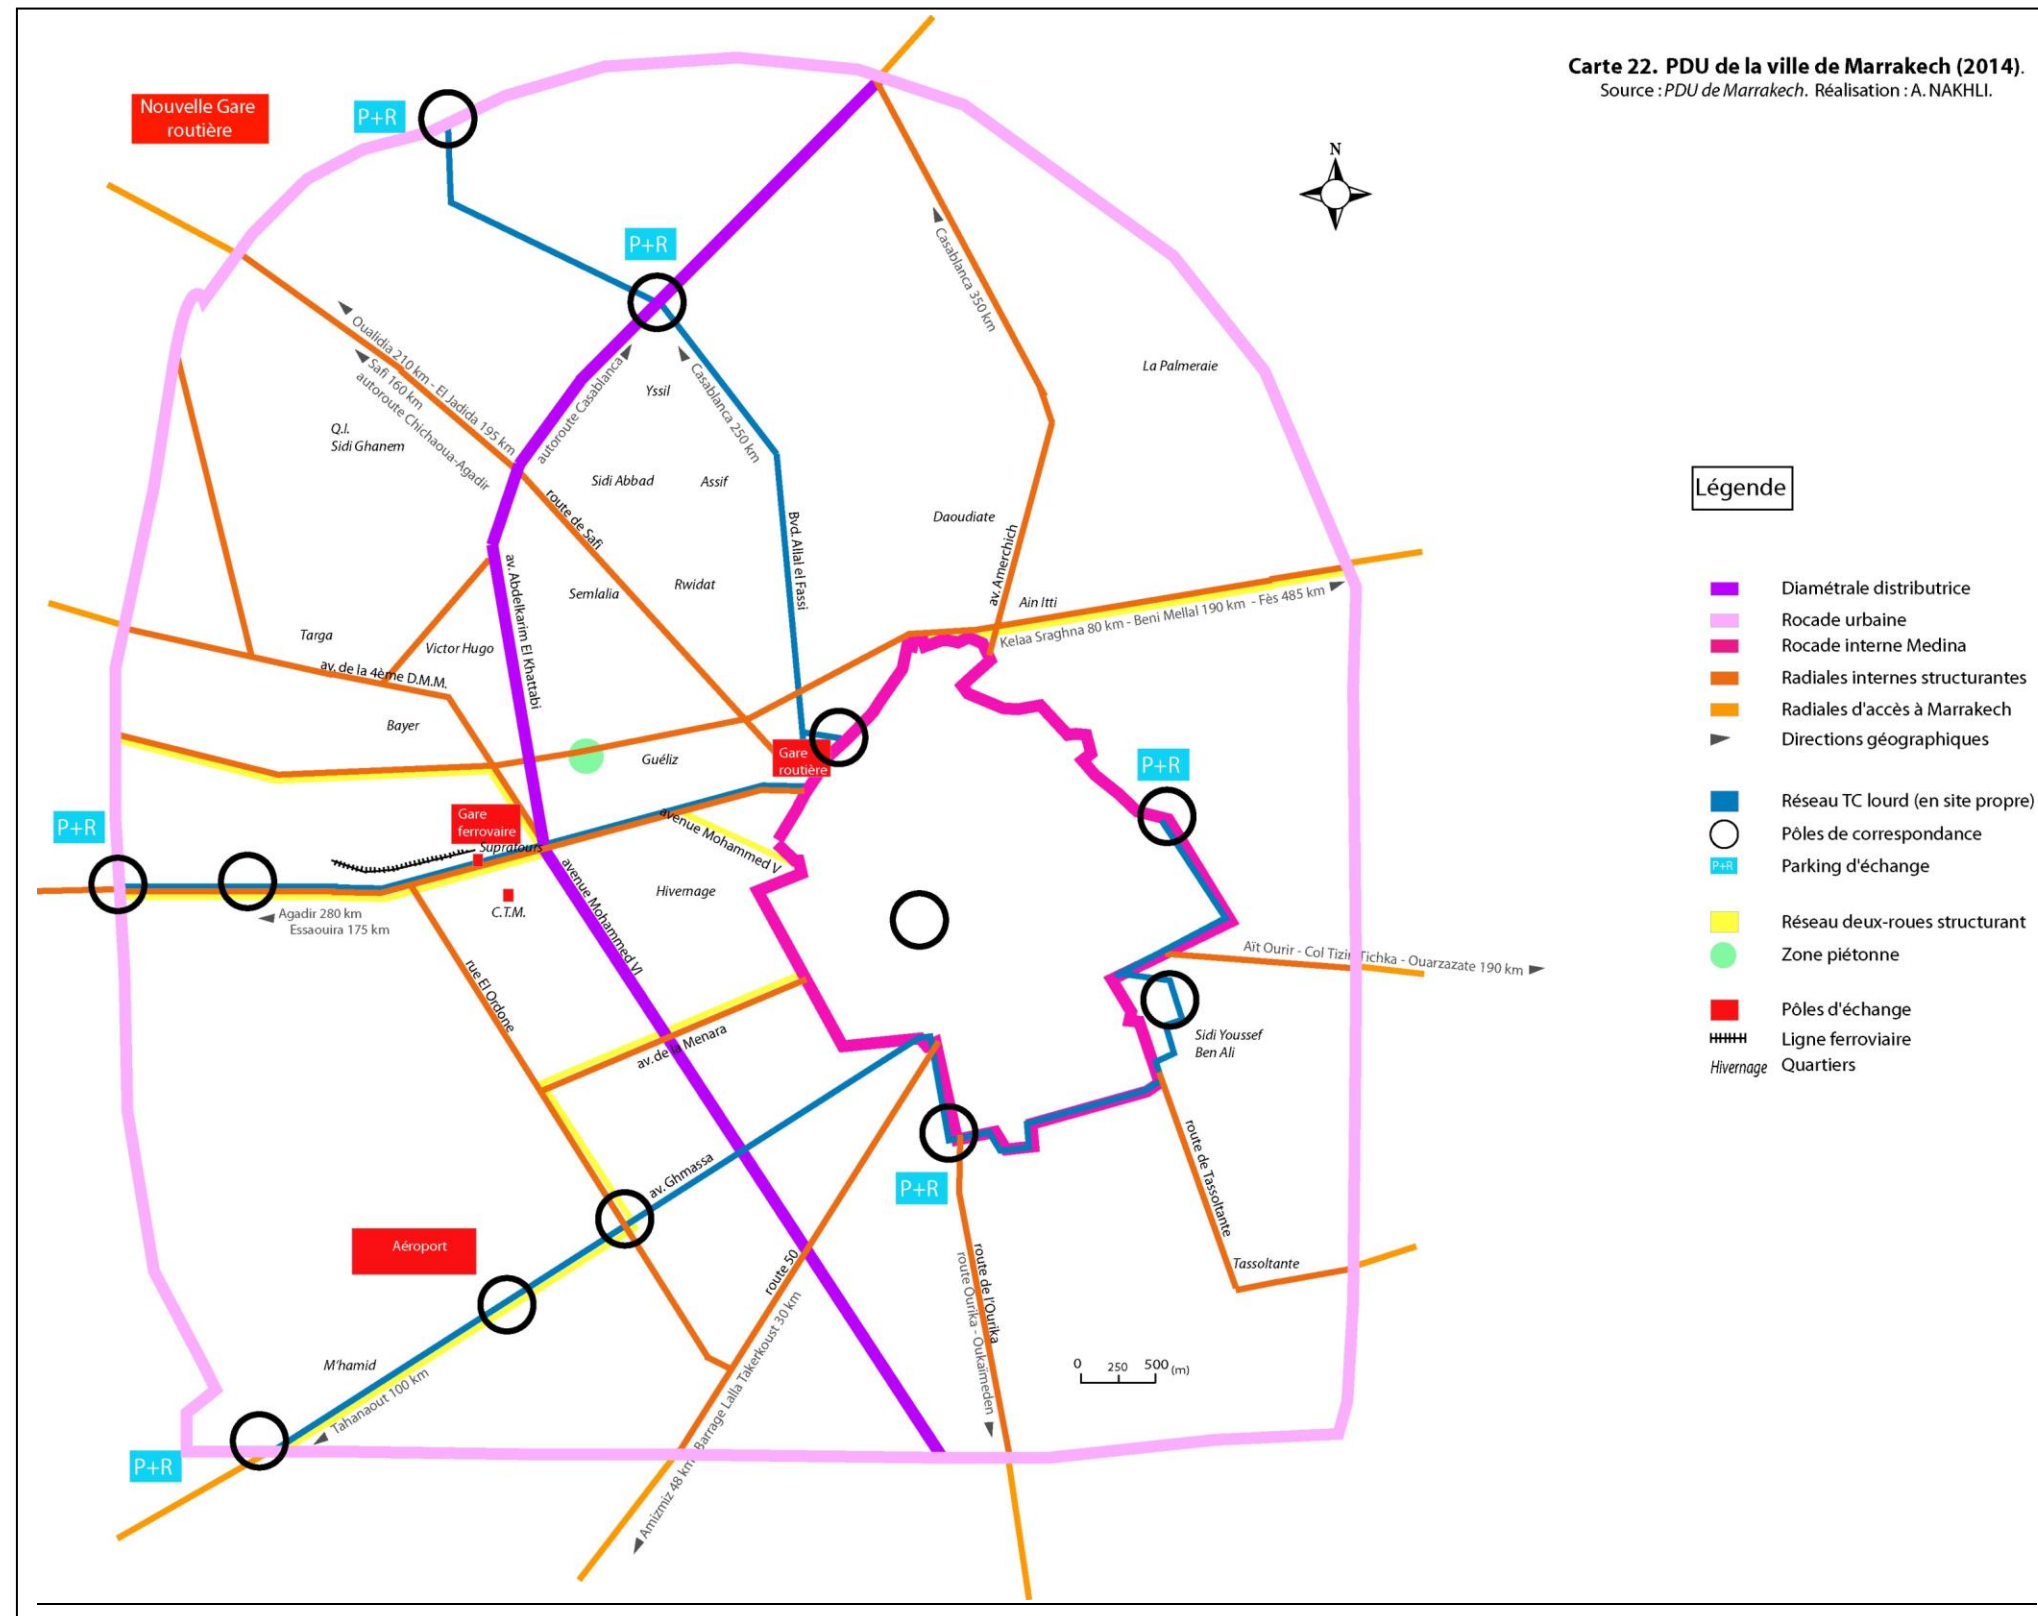 Carte 22. PDU de la ville de Marrakech (2014).
Source : PDU de Marrakech. Réalisation : A. NAKHLI.
N
Nouvelle Gare
routière
P+R
P+R
Casablanca 350 km
Oualidia 210 km - El Jadida 195 km
Safi 160 km
autoroute Chichaoua-Agadir
autoroute Casablanca
Casablanca 250 km
Yssil
La Palmeraie
Q.I.
Sidi Ghanem
Sidi Abbad
Assif
Daoudiate
route de Safi
Bvd. Allal el Fassi
av. Amerchich
av. Abdelkarim El Khattabi
Semlalia
Rwidat
Ain Itti
Kelaa Sraghna 80 km - Beni Mellal 190 km - Fès 485 km
Targa
Victor Hugo
av. de la 4ème D.M.M.
Bayer
Guéliz
Gare
routière
P+R
P+R
Gare
ferrovaire
Supratours
avenue Mohammed V
Hivernage
C.T.M.
Agadir 280 km
Essaouira 175 km
avenue Mohammed VI
rue El Ordone
av. de la Menara
Aït Ourir - Col Tizin Tichka - Ouarzazate 190 km
Sidi Youssef
Ben Ali
av. Ghmassa
P+R
Aéroport
route 50
route de Tassoltante
Tassoltante
route de l'Ourika
route Ourika - Oukaïmeden
M'hamid
Tahanaout 100 km
P+R
Amizmiz 48 km, Barrage Lalla Takerkoust 30 km
0 250 500 (m)
Légende
Diamétrale distributrice
Rocade urbaine
Rocade interne Medina
Radiales internes structurantes
Radiales d'accès à Marrakech
Directions géographiques
Réseau TC lourd (en site propre)
Pôles de correspondance
P+R Parking d'échange
Réseau deux-roues structurant
Zone piétonne
Pôles d'échange
Ligne ferroviaire
Hivernage Quartiers